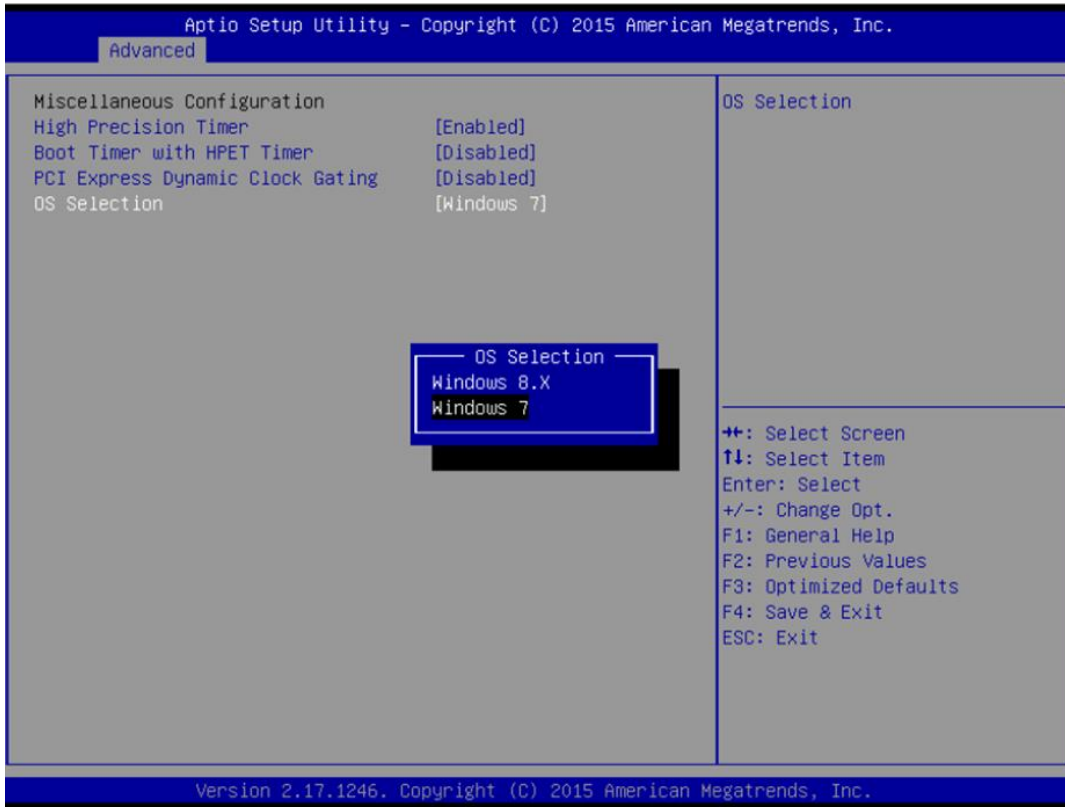 Aptio Setup Utility – Copyright (C) 2015 American Megatrends, Inc.
Advanced
Miscellaneous Configuration
High Precision Timer [Enabled]
Boot Timer with HPET Timer [Disabled]
PCI Express Dynamic Clock Gating [Disabled]
OS Selection [Windows 7]
OS Selection
Windows 8.X
Windows 7
OS Selection
→←: Select Screen
↑↓: Select Item
Enter: Select
+/-: Change Opt.
F1: General Help
F2: Previous Values
F3: Optimized Defaults
F4: Save & Exit
ESC: Exit
Version 2.17.1246. Copyright (C) 2015 American Megatrends, Inc.